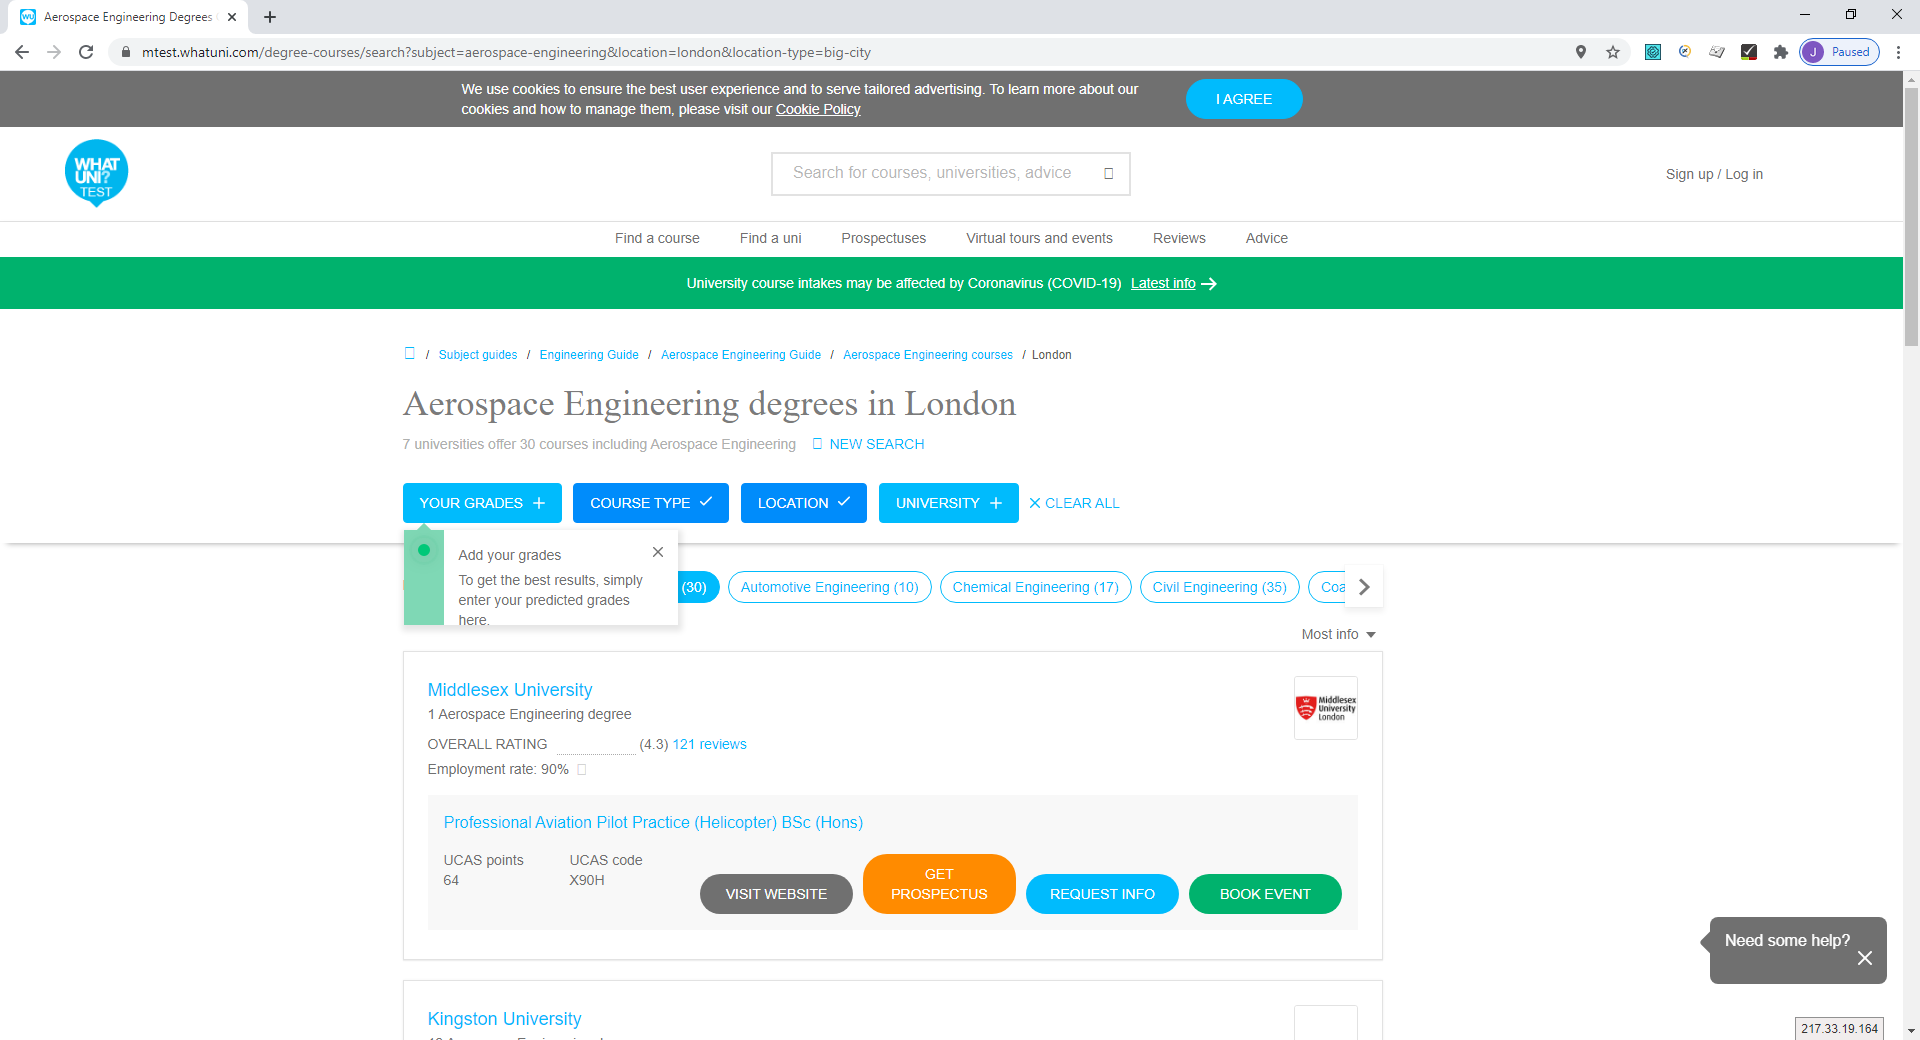 Aerospace Engineering Degrees
mtest.whatuni.com/degree-courses/search?subject=aerospace-engineering&location=london&location-type=big-city
J Paused
We use cookies to ensure the best user experience and to serve tailored advertising. To learn more about our
cookies and how to manage them, please visit our Cookie Policy
I AGREE
WHAT
UNI?
TEST
Search for courses, universities, advice
Sign up / Log in
Find a course Find a uni Prospectuses Virtual tours and events Reviews Advice
University course intakes may be affected by Coronavirus (COVID-19) Latest info
/ Subject guides / Engineering Guide / Aerospace Engineering Guide / Aerospace Engineering courses / London
Aerospace Engineering degrees in London
7 universities offer 30 courses including Aerospace Engineering NEW SEARCH
YOUR GRADES COURSE TYPE LOCATION UNIVERSITY CLEAR ALL
Add your grades
To get the best results, simply
enter your predicted grades
here.
(30) Automotive Engineering (10) Chemical Engineering (17) Civil Engineering (35) Coa
Most info
Middlesex University
1 Aerospace Engineering degree
OVERALL RATING (4.3) 121 reviews
Employment rate: 90%
Middlesex
University
London
Professional Aviation Pilot Practice (Helicopter) BSc (Hons)
UCAS points UCAS code
64 X90H
VISIT WEBSITE
GET
PROSPECTUS
REQUEST INFO
BOOK EVENT
Need some help?
Kingston University
217.33.19.164